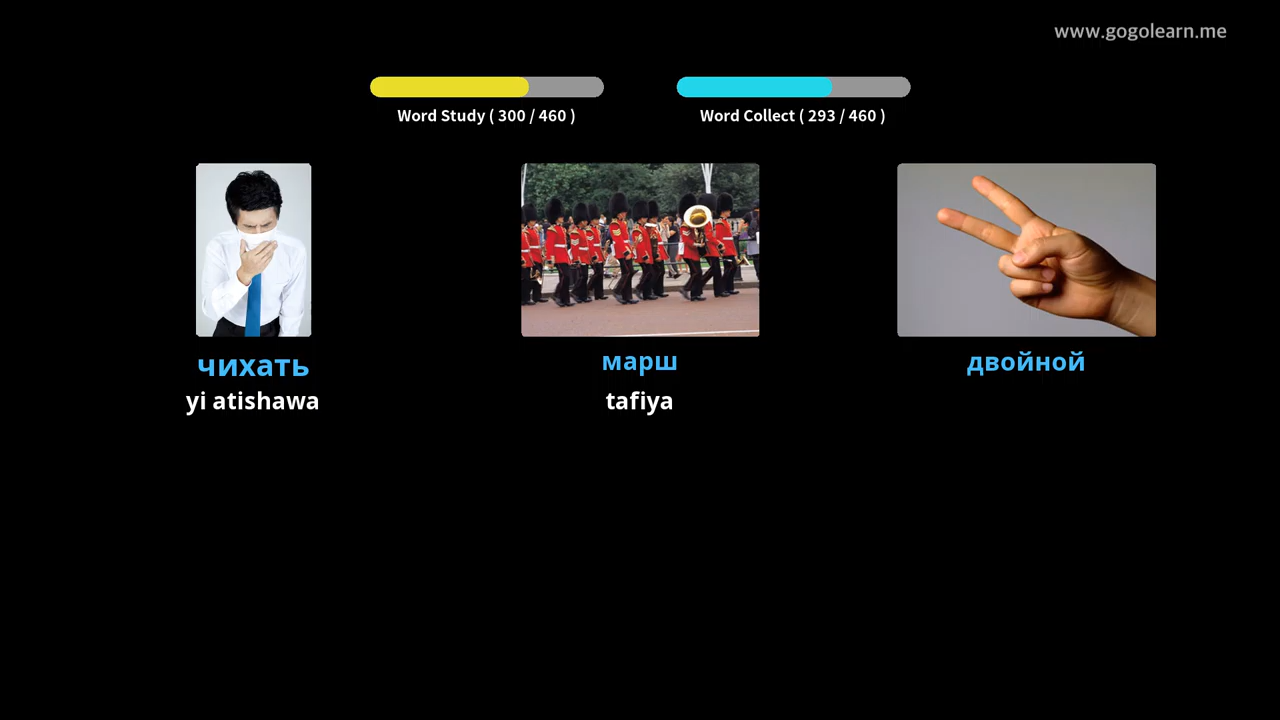 www.gogolearn.me
Word Study ( 300 / 460 )
Word Collect ( 293 / 460 )
чихать
yi atishawa
марш
tafiya
двойной